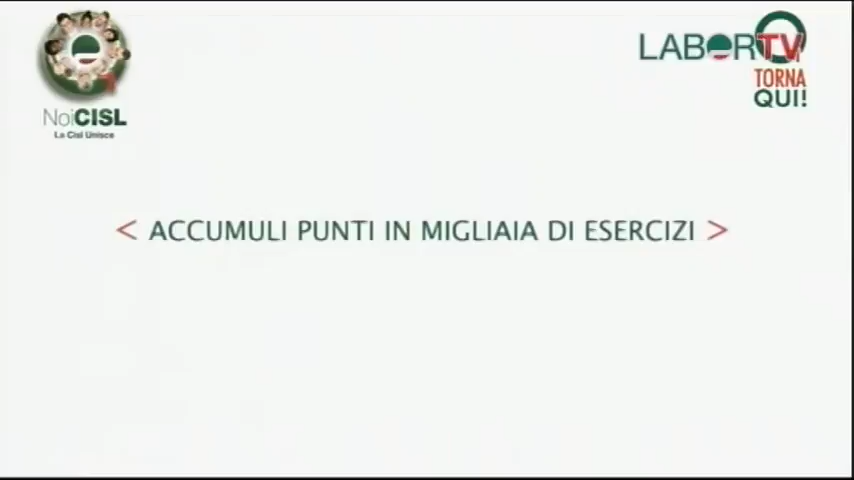 NoiCISL
La Cisl Unisce
LABORTV
TORNA
QUI!
< ACCUMULI PUNTI IN MIGLIAIA DI ESERCIZI >